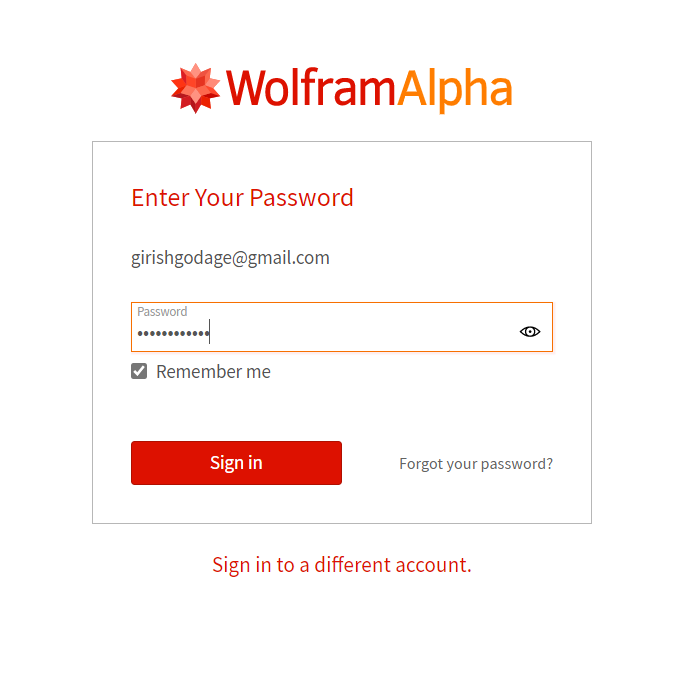 WolframAlpha
Enter Your Password
girishgodage@gmail.com
Password
••••••••••••
Remember me
Sign in
Forgot your password?
Sign in to a different account.